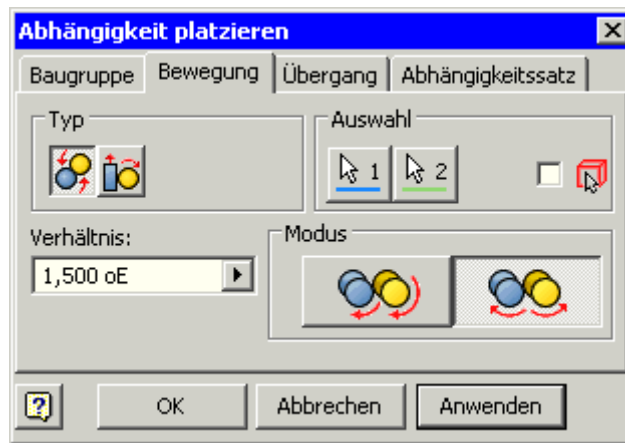 Abhängigkeit platzieren
Baugruppe Bewegung Übergang Abhängigkeitssatz
Typ Auswahl
1 2
Verhältnis: Modus
1,500 oE
? OK Abbrechen Anwenden